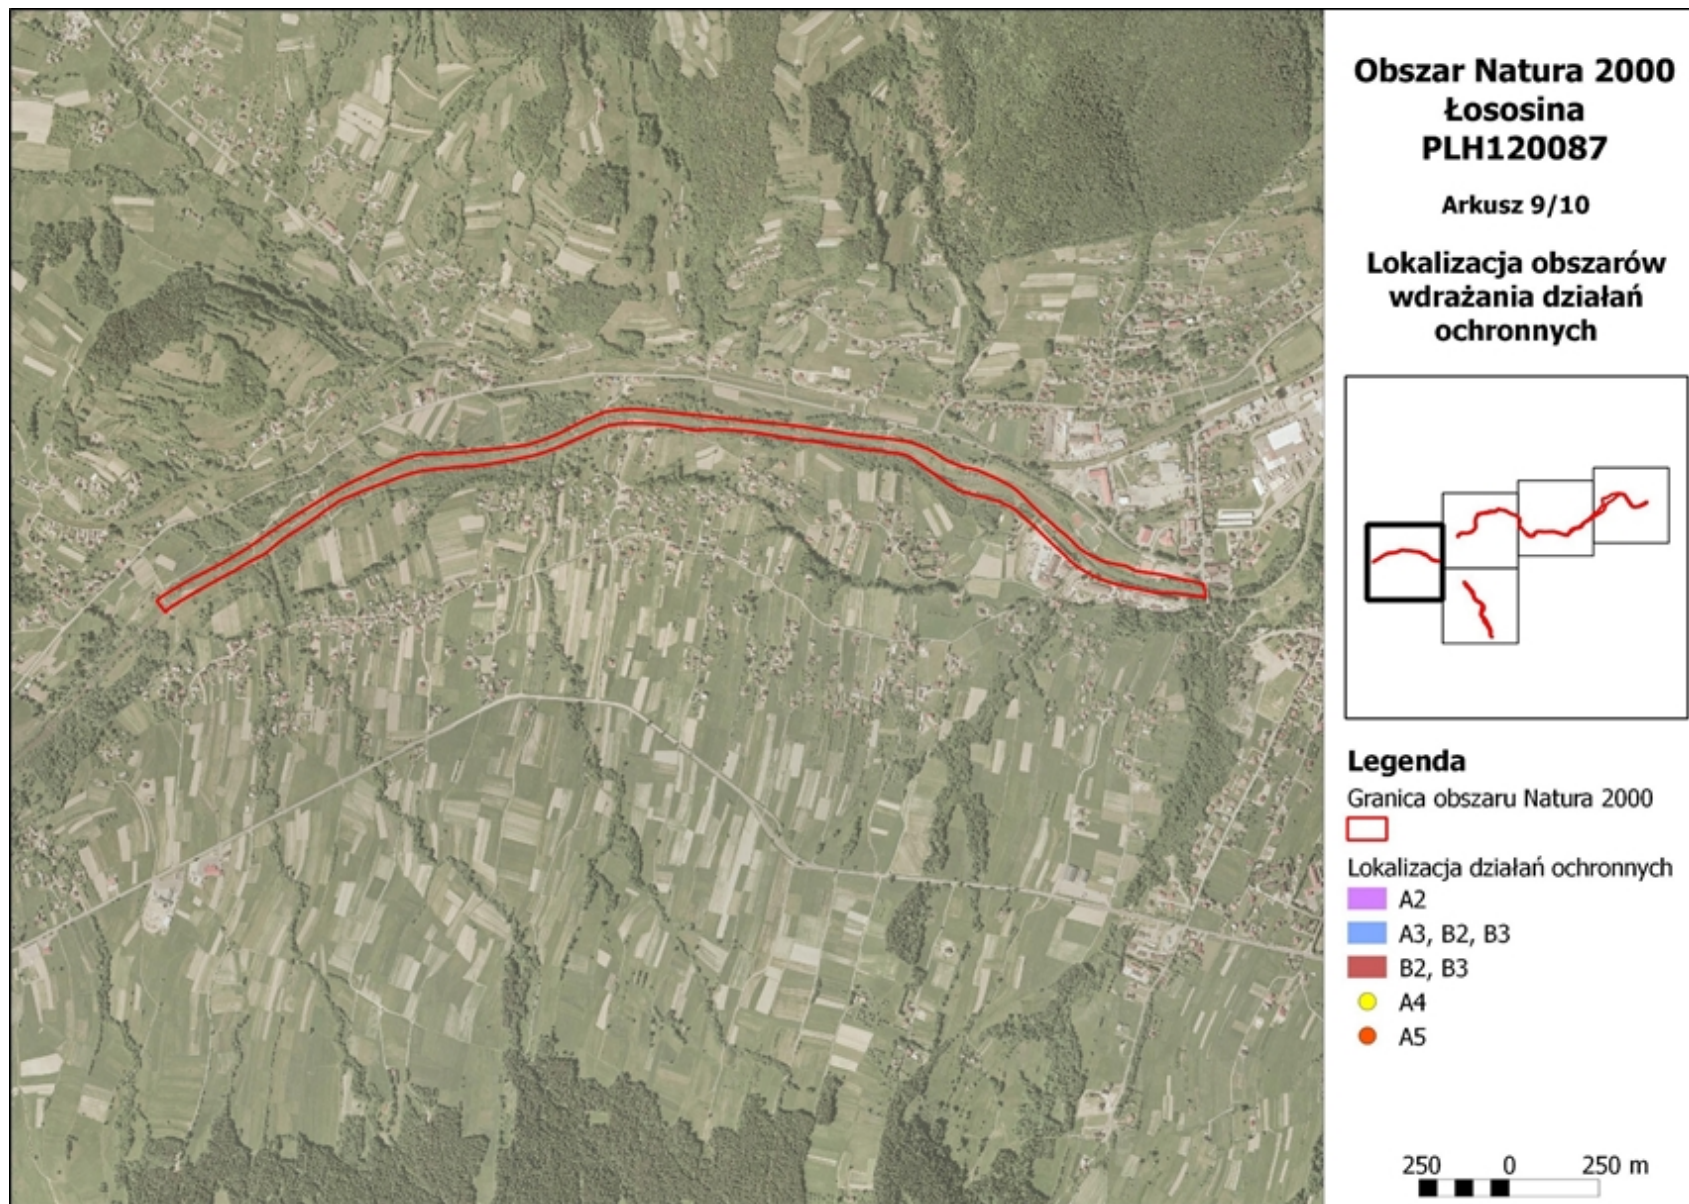 Obszar Natura 2000
Łososina
PLH120087
Arkusz 9/10
Lokalizacja obszarów
wdrażania działań
ochronnych
Legenda
Granica obszaru Natura 2000
Lokalizacja działań ochronnych
A2
A3, B2, B3
B2, B3
A4
A5
250 0 250 m